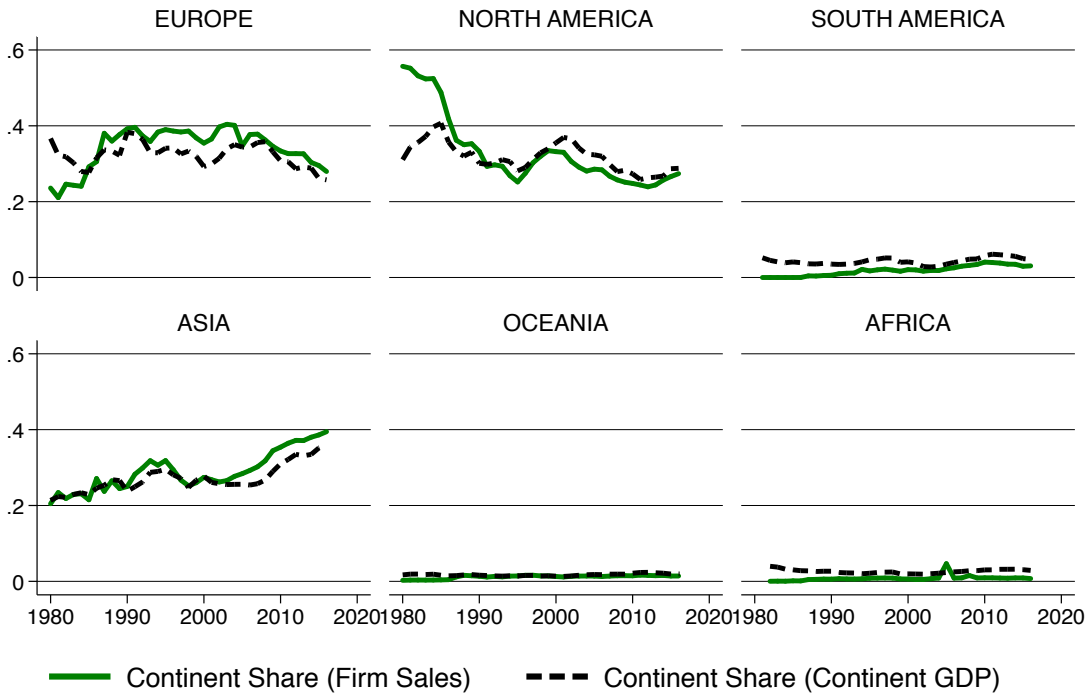 EUROPE NORTH AMERICA SOUTH AMERICA
.6
.4
.2
0
ASIA OCEANIA AFRICA
.6
.4
.2
0
1980 1990 2000 2010 2020 1980 1990 2000 2010 2020 1980 1990 2000 2010 2020
Continent Share (Firm Sales) Continent Share (Continent GDP)